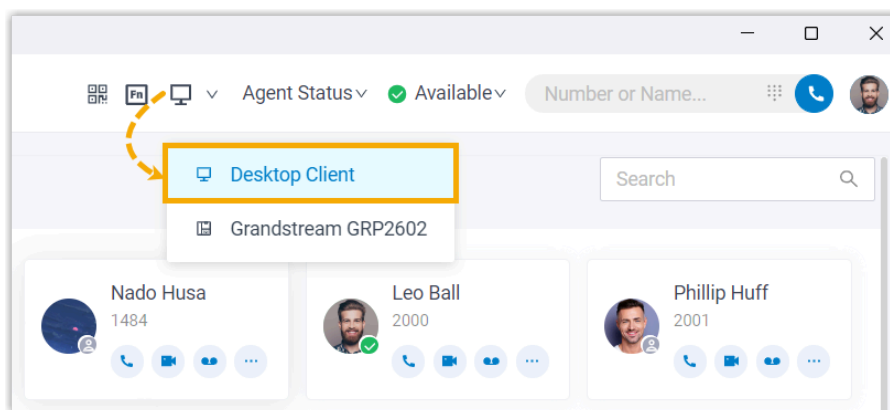 Fn Agent Status Available Number or Name...
Desktop Client
Search
Grandstream GRP2602
Nado Husa
1484
Leo Ball
2000
Phillip Huff
2001